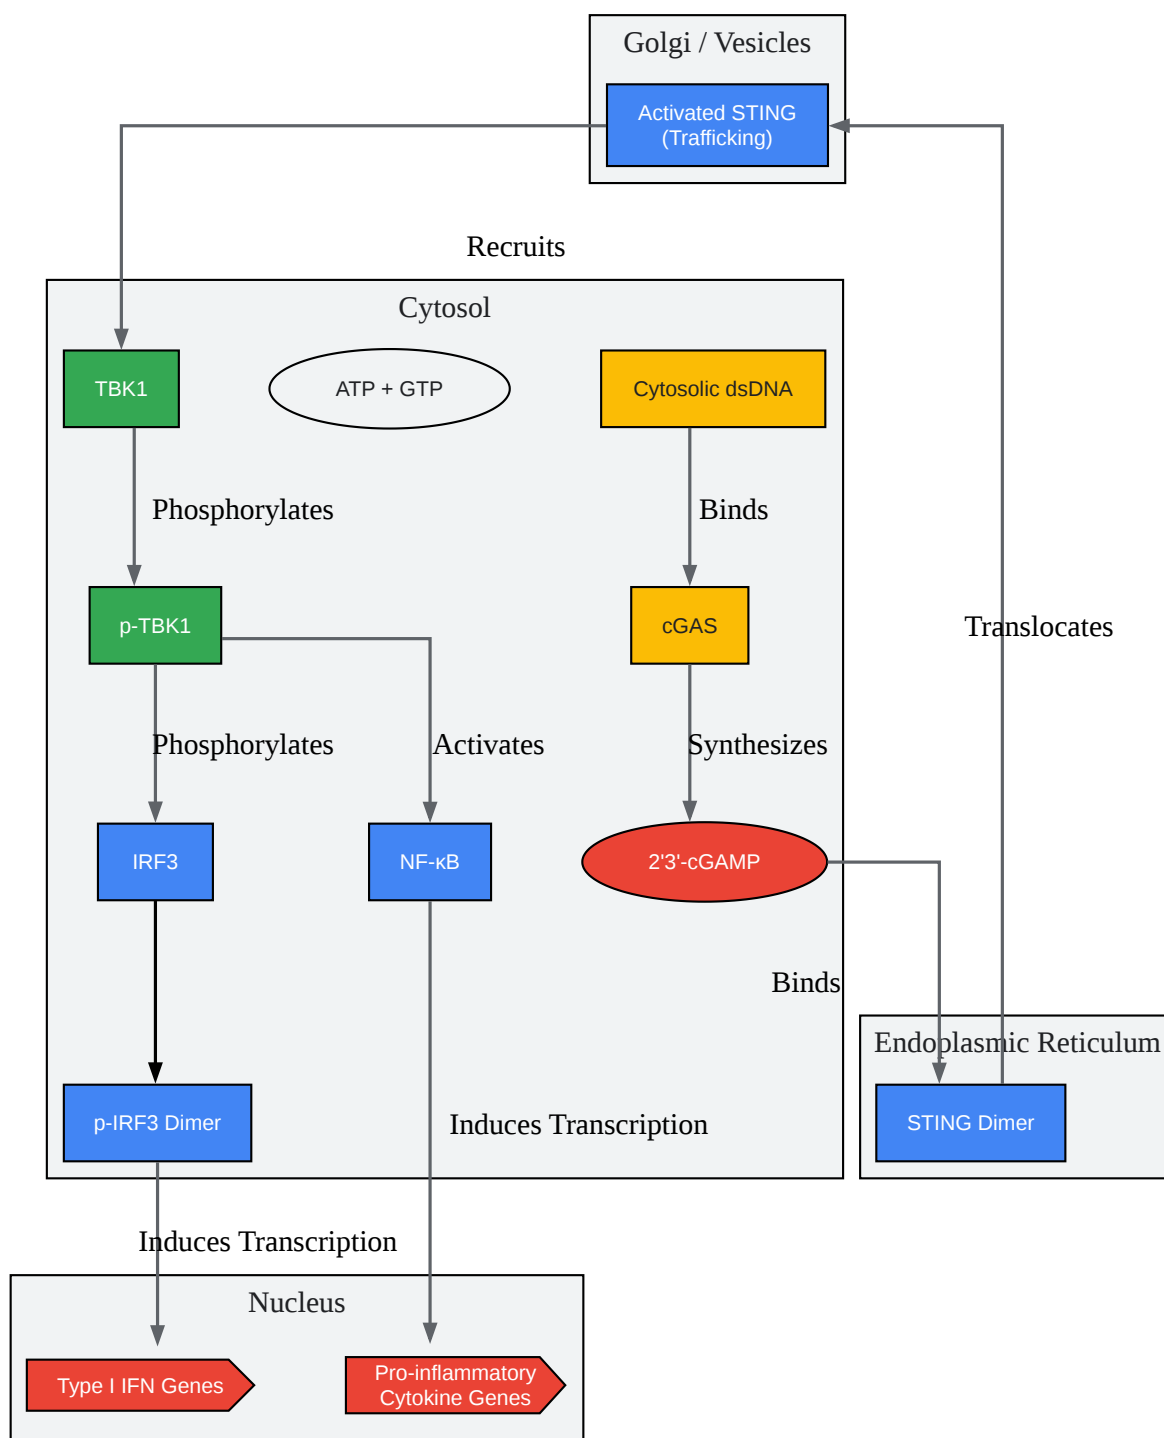 Golgi / Vesicles
Activated STING
(Trafficking)
Recruits
Cytosol
TBK1
ATP + GTP
Cytosolic dsDNA
Phosphorylates
Binds
p-TBK1
cGAS
Translocates
Phosphorylates
Activates
Synthesizes
IRF3
NF-κB
2'3'-cGAMP
Binds
Endoplasmic Reticulum
p-IRF3 Dimer
Induces Transcription
STING Dimer
Induces Transcription
Nucleus
Type I IFN Genes
Pro-inflammatory
Cytokine Genes